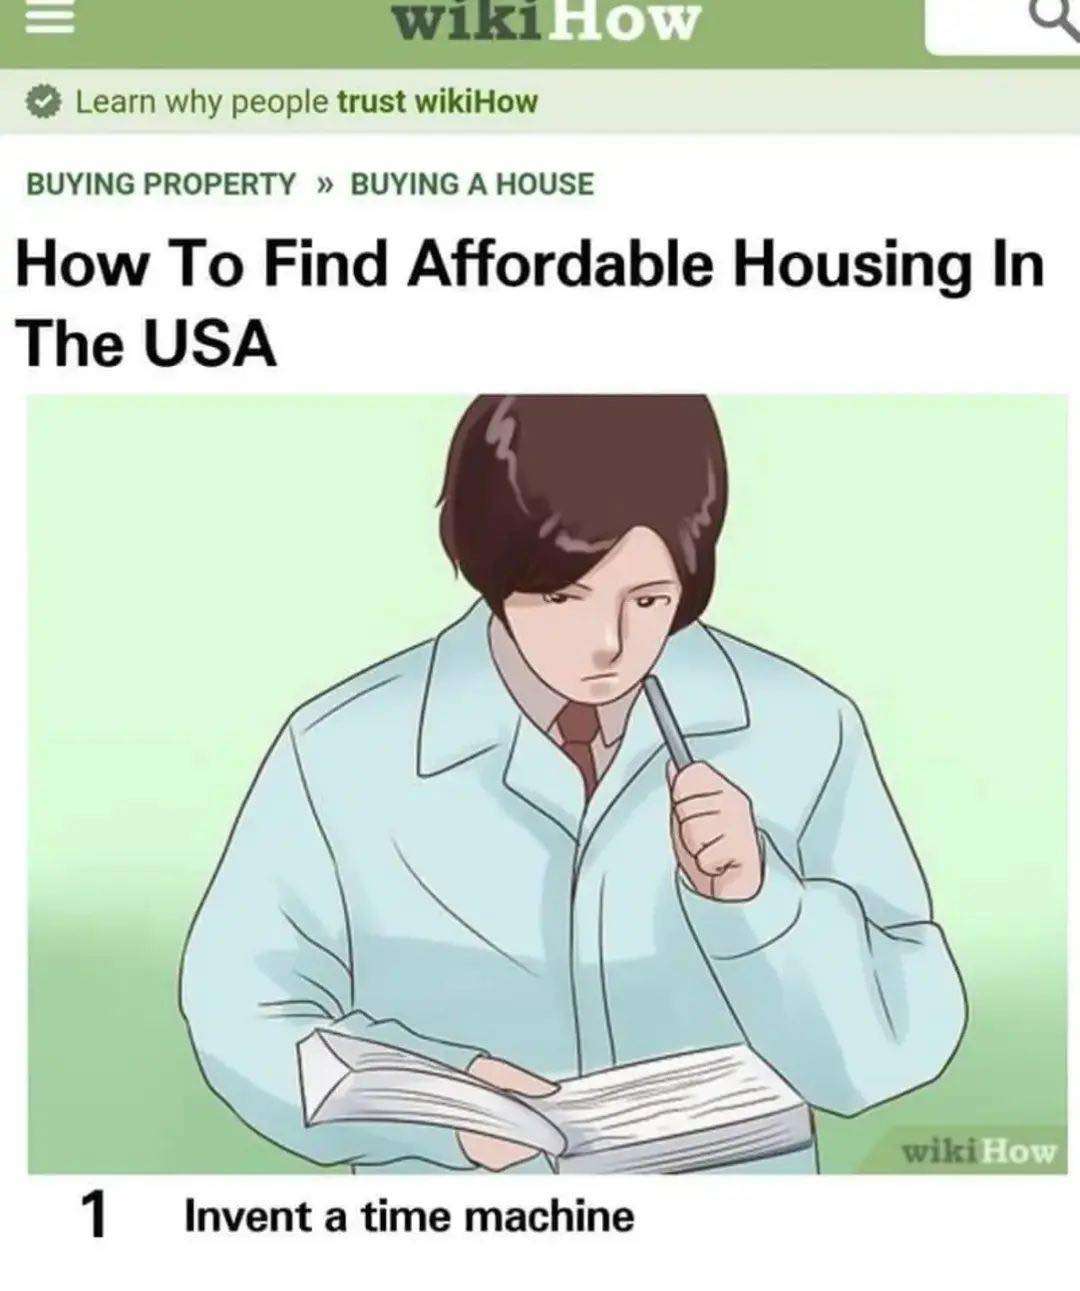 wikiHow
Learn why people trust wikiHow
BUYING PROPERTY » BUYING A HOUSE
How To Find Affordable Housing In
The USA
wikiHow
1 Invent a time machine